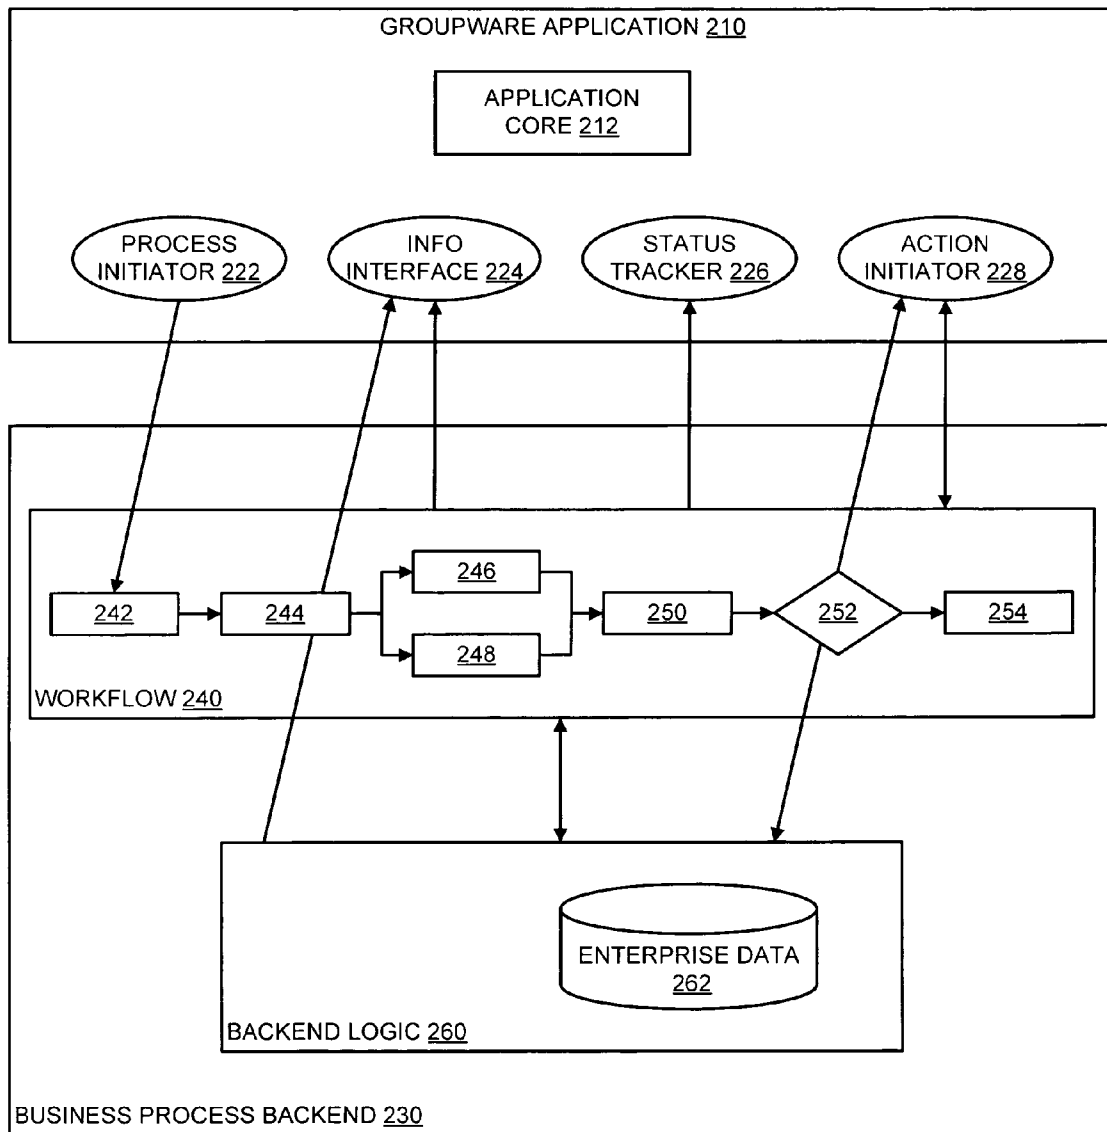 GROUPWARE APPLICATION 210
APPLICATION
CORE 212
PROCESS
INITIATOR 222
INFO
INTERFACE 224
STATUS
TRACKER 226
ACTION
INITIATOR 228
246
242
244
250
252
254
248
WORKFLOW 240
ENTERPRISE DATA
262
BACKEND LOGIC 260
BUSINESS PROCESS BACKEND 230